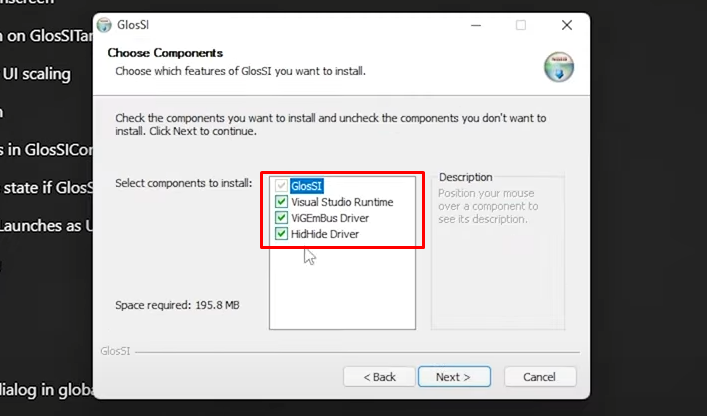 nscreen
GlosSI
n on GlosSITar
Choose Components
Choose which features of GlosSI you want to install.
UI scaling
n
Check the components you want to install and uncheck the components you don't want to
install. Click Next to continue.
s in GlosSICon
Select components to install:
GlosSI
Visual Studio Runtime
ViGEmBus Driver
HidHide Driver
Description
Position your mouse
over a component to
see its description.
state if GlosS
Launches as U
Space required: 195.8 MB
GlosSI
< Back
Next >
Cancel
dialog in globa